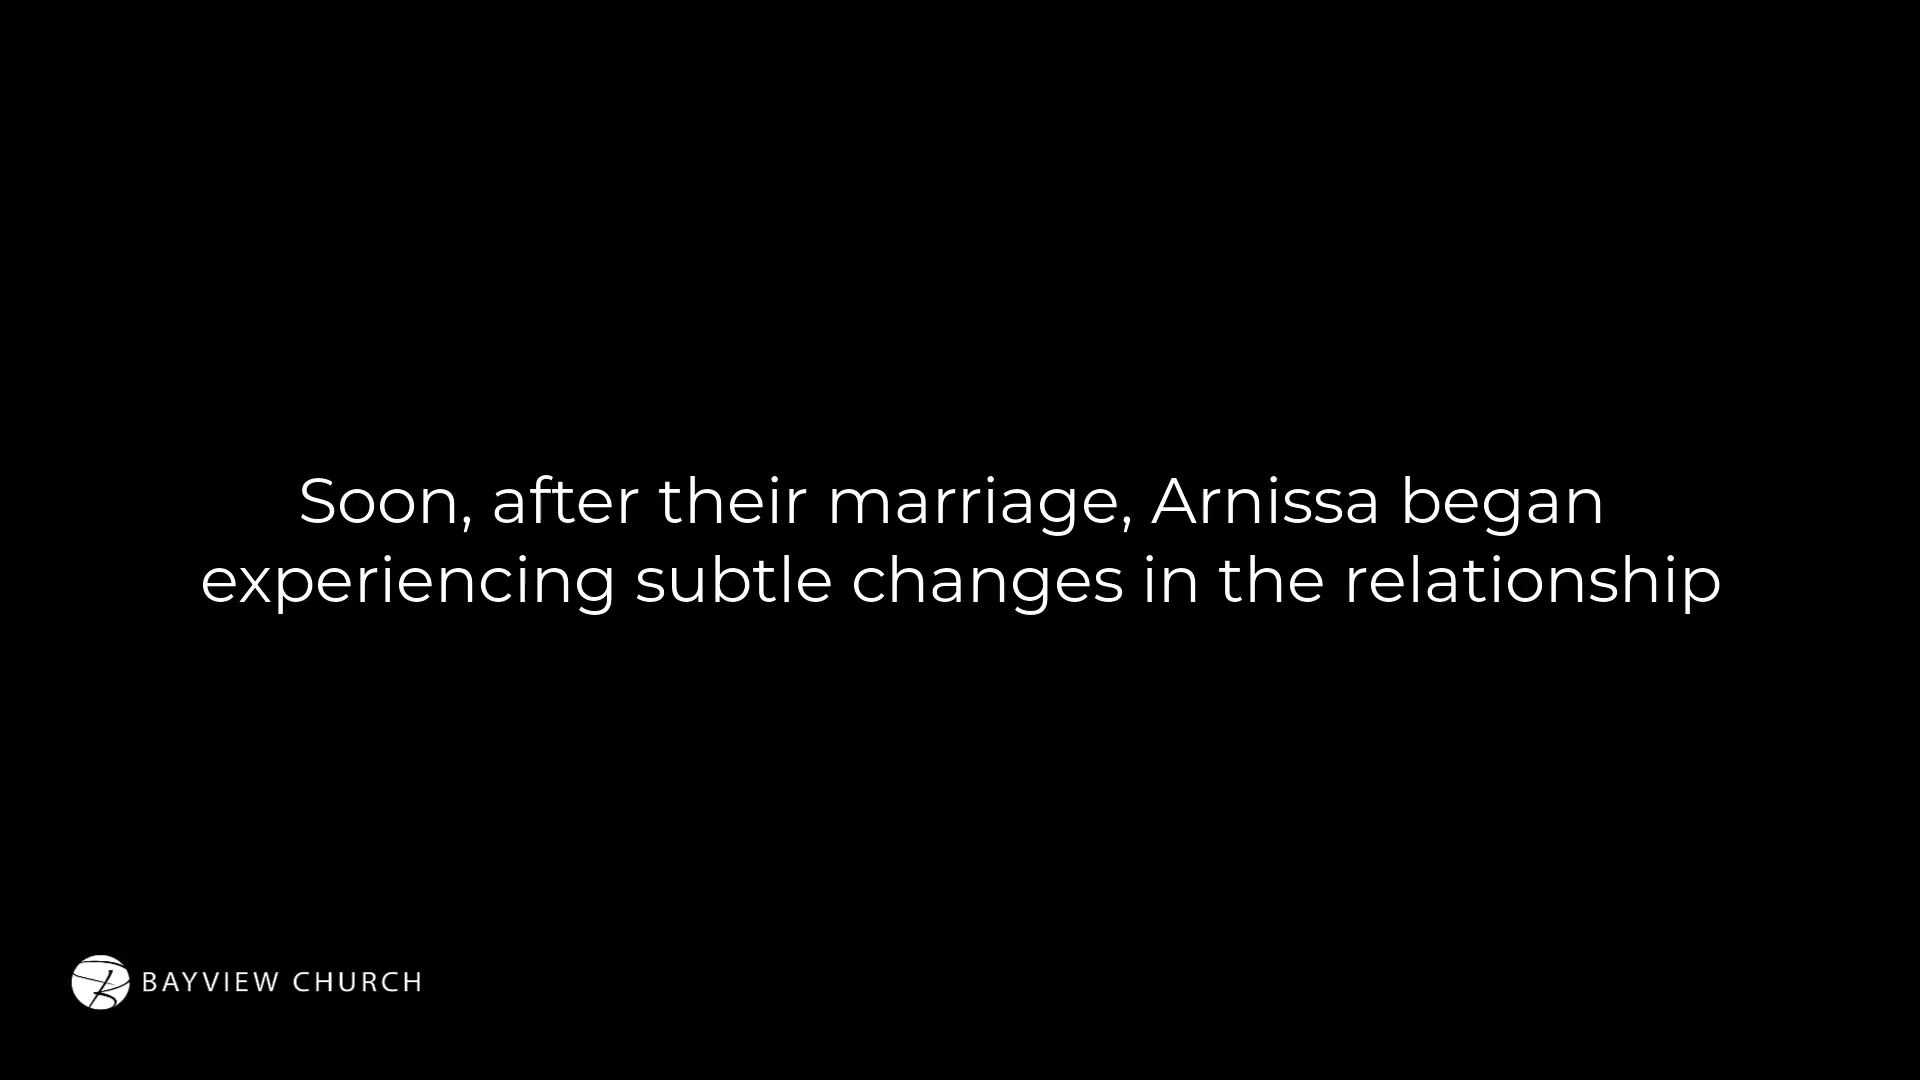 Soon, after their marriage, Arnissa began
experiencing subtle changes in the relationship
BAYVIEW CHURCH